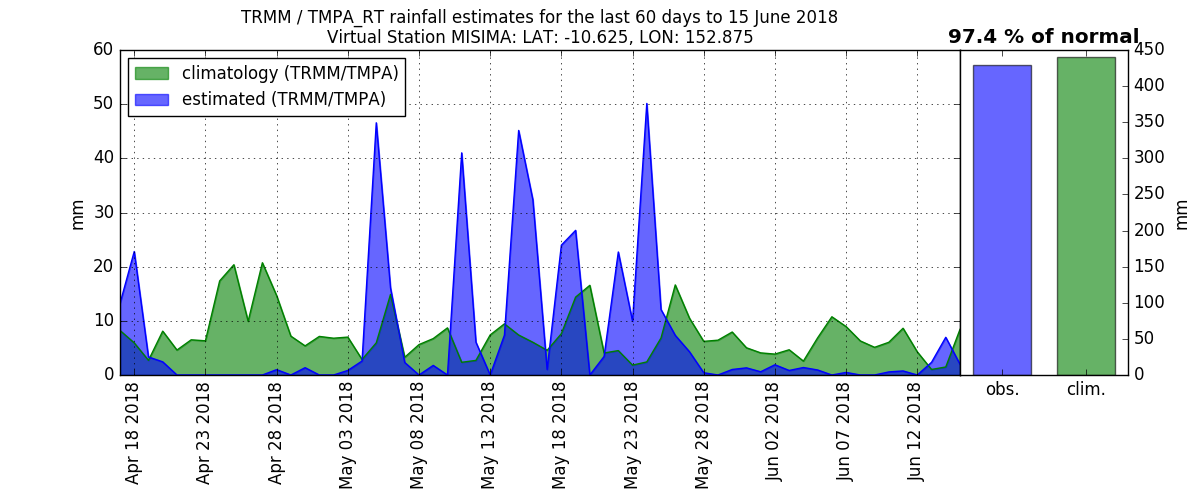 TRMM / TMPA_RT rainfall estimates for the last 60 days to 15 June 2018
Virtual Station MISIMA: LAT: -10.625, LON: 152.875
97.4 % of normal
climatology (TRMM/TMPA)
estimated (TRMM/TMPA)
60
50
40
30
20
10
0
mm
Apr 18 2018
Apr 23 2018
Apr 28 2018
May 03 2018
May 08 2018
May 13 2018
May 18 2018
May 23 2018
May 28 2018
Jun 02 2018
Jun 07 2018
Jun 12 2018
450
400
350
300
250
200
150
100
50
0
mm
obs.
clim.